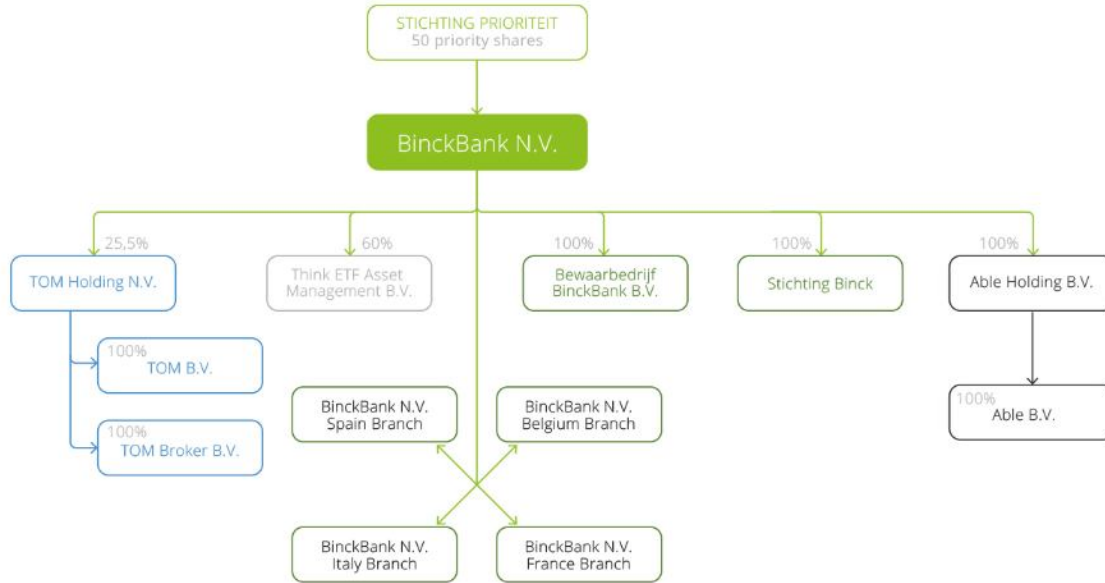 STICHTING PRIORITEIT
50 priority shares
BinckBank N.V.
25,5%
60%
100%
100%
100%
TOM Holding N.V.
Think ETF Asset
Management B.V.
Bewaarbedrijf
BinckBank B.V.
Stichting Binck
Able Holding B.V.
100%
TOM B.V.
100%
TOM Broker B.V.
BinckBank N.V.
Spain Branch
BinckBank N.V.
Belgium Branch
100%
Able B.V.
BinckBank N.V.
Italy Branch
BinckBank N.V.
France Branch